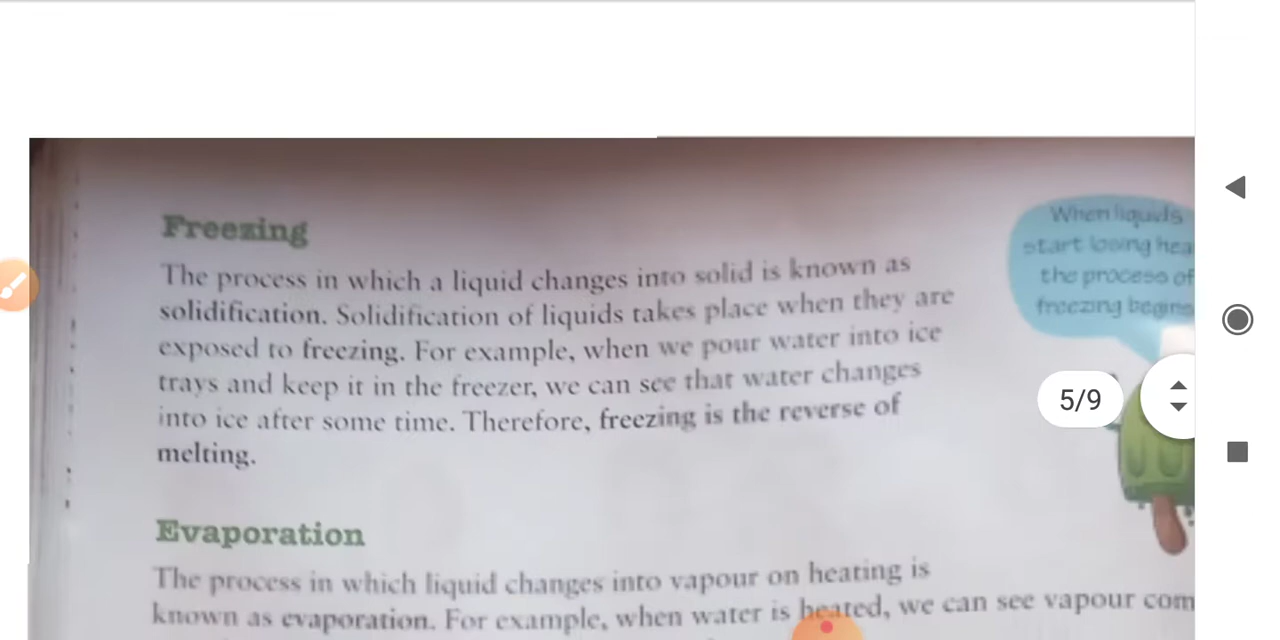 Freezing
The process in which a liquid changes into solid is known as
solidification. Solidification of liquids takes place when they are
exposed to freezing. For example, when we pour water into ice
trays and keep it in the freezer, we can see that water changes
into ice after some time. Therefore, freezing is the reverse of
melting.
When liquids
start losing hea
the process of
freezing begins
5/9
Evaporation
The process in which liquid changes into vapour on heating is
known as evaporation. For example, when water is heated, we can see vapour com